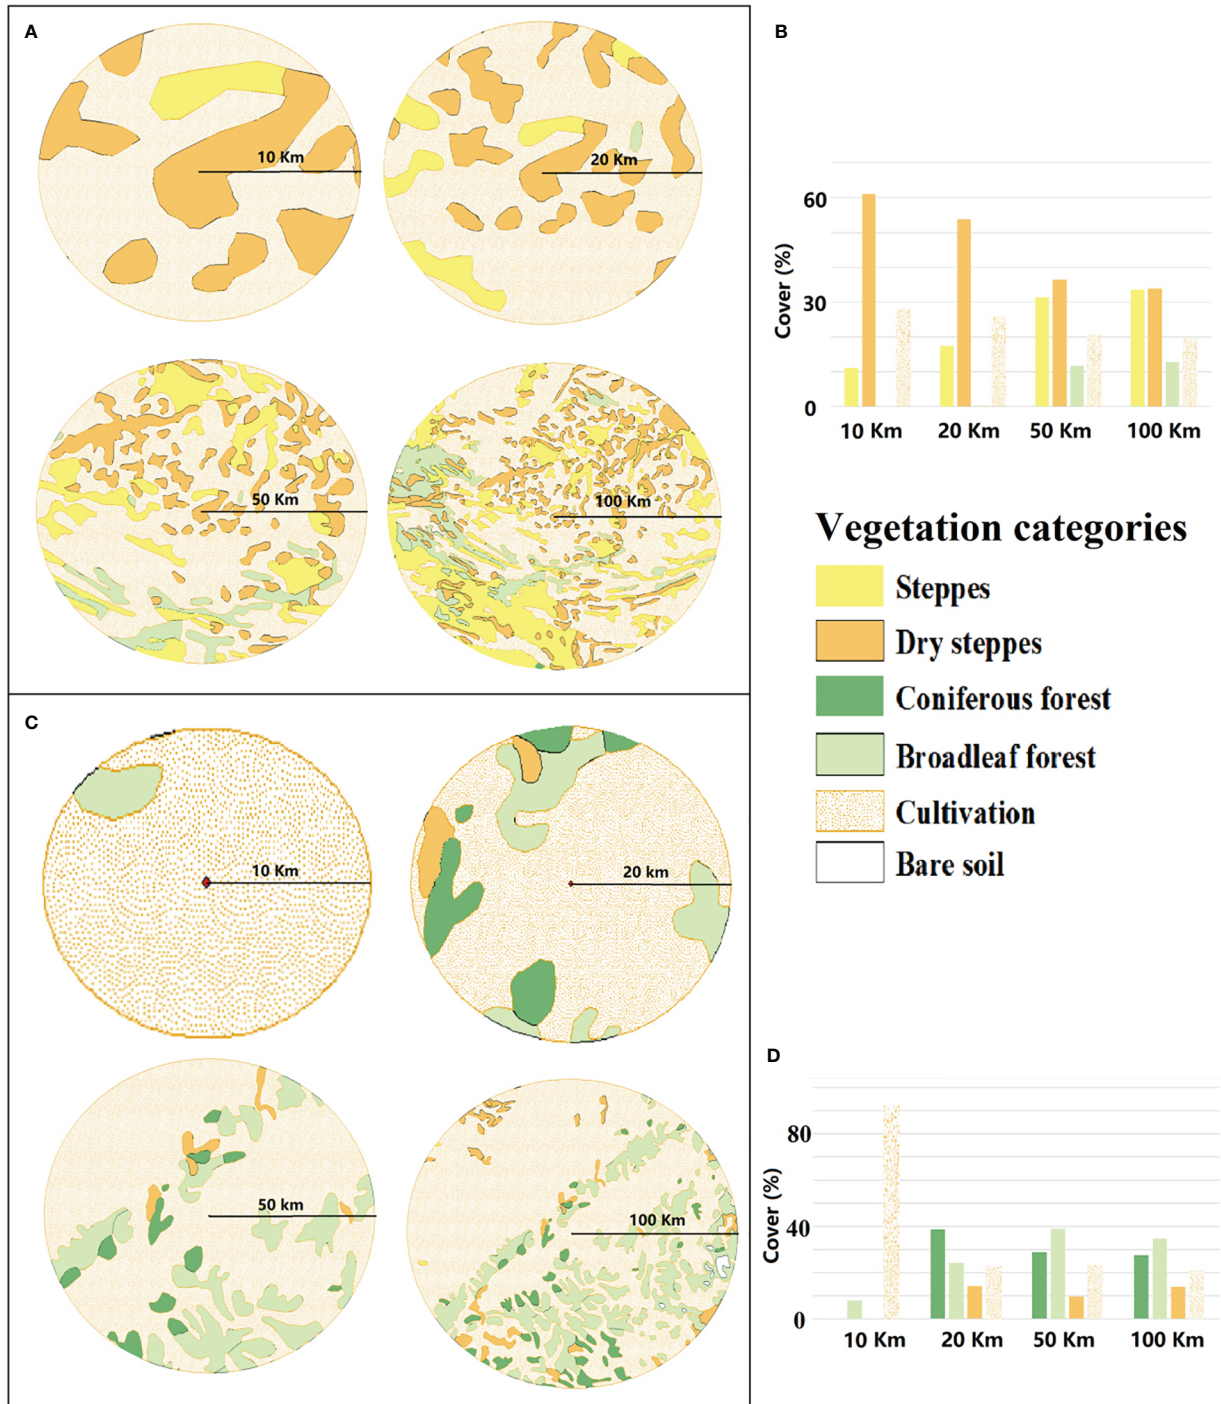 A
10 Km
20 Km
50 Km
100 Km
B
Cover (%)
60
30
0
10 Km
20 Km
50 Km
100 Km
Vegetation categories
Steppes
Dry steppes
Coniferous forest
Broadleaf forest
Cultivation
Bare soil
C
10 Km
20 km
50 km
100 Km
D
Cover (%)
80
40
0
10 Km
20 Km
50 Km
100 Km